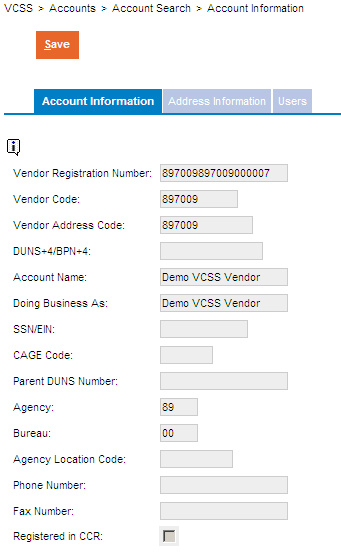 VCSS > Accounts > Account Search > Account Information
Save
Account Information Address Information Users
i
Vendor Registration Number: 897009897009000007
Vendor Code: 897009
Vendor Address Code: 897009
DUNS+4/BPN+4:
Account Name: Demo VCSS Vendor
Doing Business As: Demo VCSS Vendor
SSN/EIN:
CAGE Code:
Parent DUNS Number:
Agency: 89
Bureau: 00
Agency Location Code:
Phone Number:
Fax Number:
Registered in CCR: